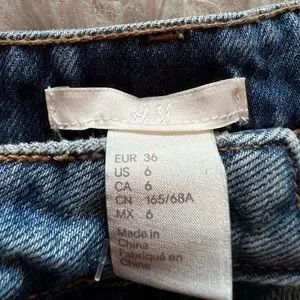 H&M
EUR 36
US 6
CA 6
CN 165/68A
MX 6
Made in
China
Fabriqué en
Chine